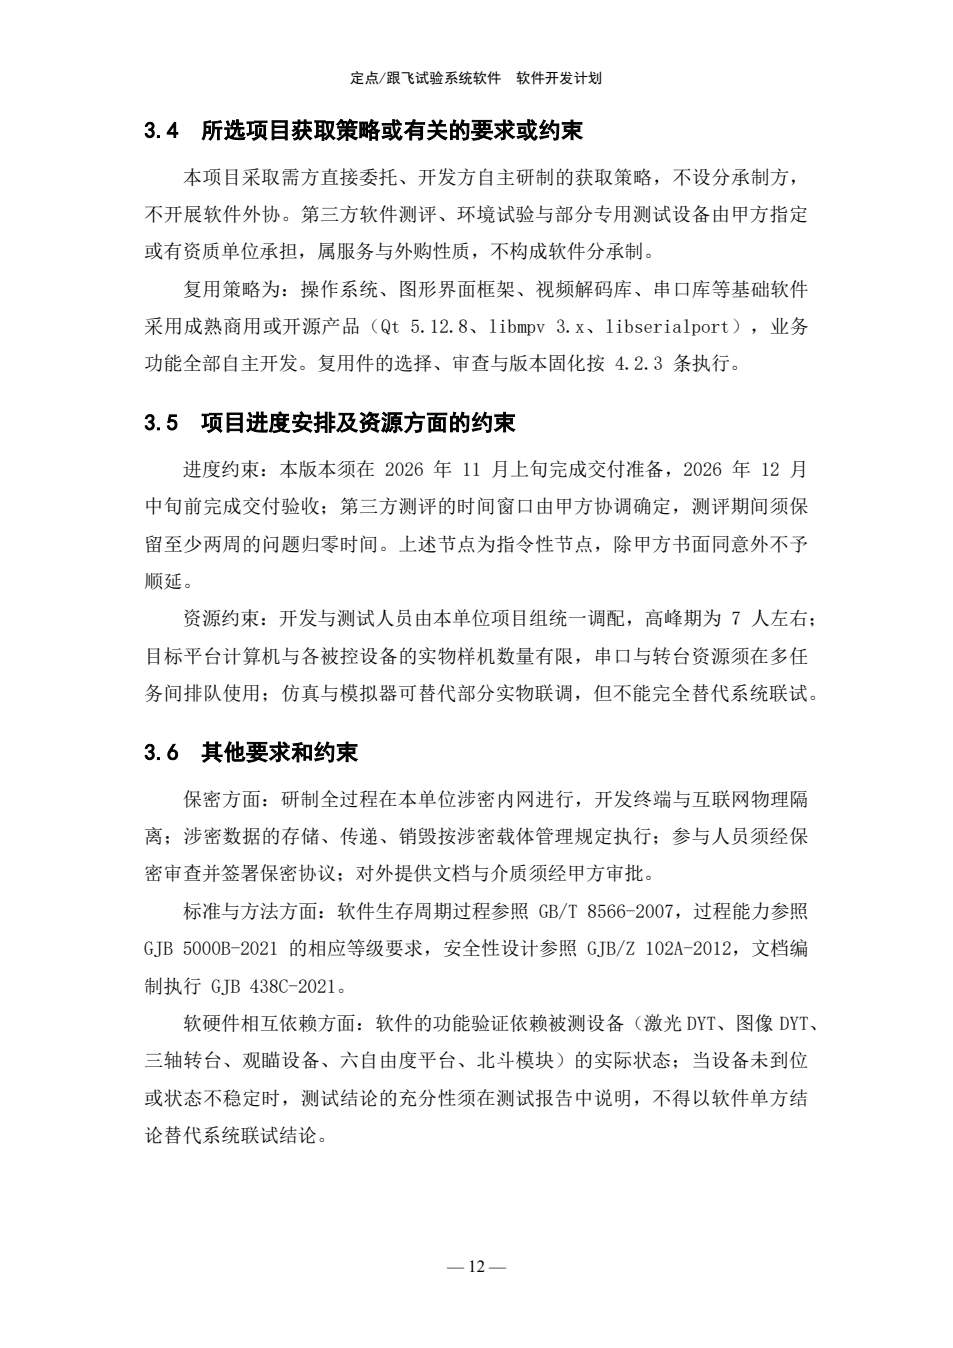 定点/跟飞试验系统软件　软件开发计划
3.4　所选项目获取策略或有关的要求或约束
本项目采取需方直接委托、开发方自主研制的获取策略，不设分承制方，
不开展软件外协。第三方软件测评、环境试验与部分专用测试设备由甲方指定
或有资质单位承担，属服务与外购性质，不构成软件分承制。
复用策略为：操作系统、图形界面框架、视频解码库、串口库等基础软件
采用成熟商用或开源产品（Qt 5.12.8、libmpv 3.x、libserialport），业务
功能全部自主开发。复用件的选择、审查与版本固化按 4.2.3 条执行。
3.5　项目进度安排及资源方面的约束
进度约束：本版本须在 2026 年 11 月上旬完成交付准备，2026 年 12 月
中旬前完成交付验收；第三方测评的时间窗口由甲方协调确定，测评期间须保
留至少两周的问题归零时间。上述节点为指令性节点，除甲方书面同意外不予
顺延。
资源约束：开发与测试人员由本单位项目组统一调配，高峰期为 7 人左右；
目标平台计算机与各被控设备的实物样机数量有限，串口与转台资源须在多任
务间排队使用；仿真与模拟器可替代部分实物联调，但不能完全替代系统联试。
3.6　其他要求和约束
保密方面：研制全过程在本单位涉密内网进行，开发终端与互联网物理隔
离；涉密数据的存储、传递、销毁按涉密载体管理规定执行；参与人员须经保
密审查并签署保密协议；对外提供文档与介质须经甲方审批。
标准与方法方面：软件生存周期过程参照 GB/T 8566-2007，过程能力参照
GJB 5000B-2021 的相应等级要求，安全性设计参照 GJB/Z 102A-2012，文档编
制执行 GJB 438C-2021。
软硬件相互依赖方面：软件的功能验证依赖被测设备（激光 DYT、图像 DYT、
三轴转台、观瞄设备、六自由度平台、北斗模块）的实际状态；当设备未到位
或状态不稳定时，测试结论的充分性须在测试报告中说明，不得以软件单方结
论替代系统联试结论。
— 12 —